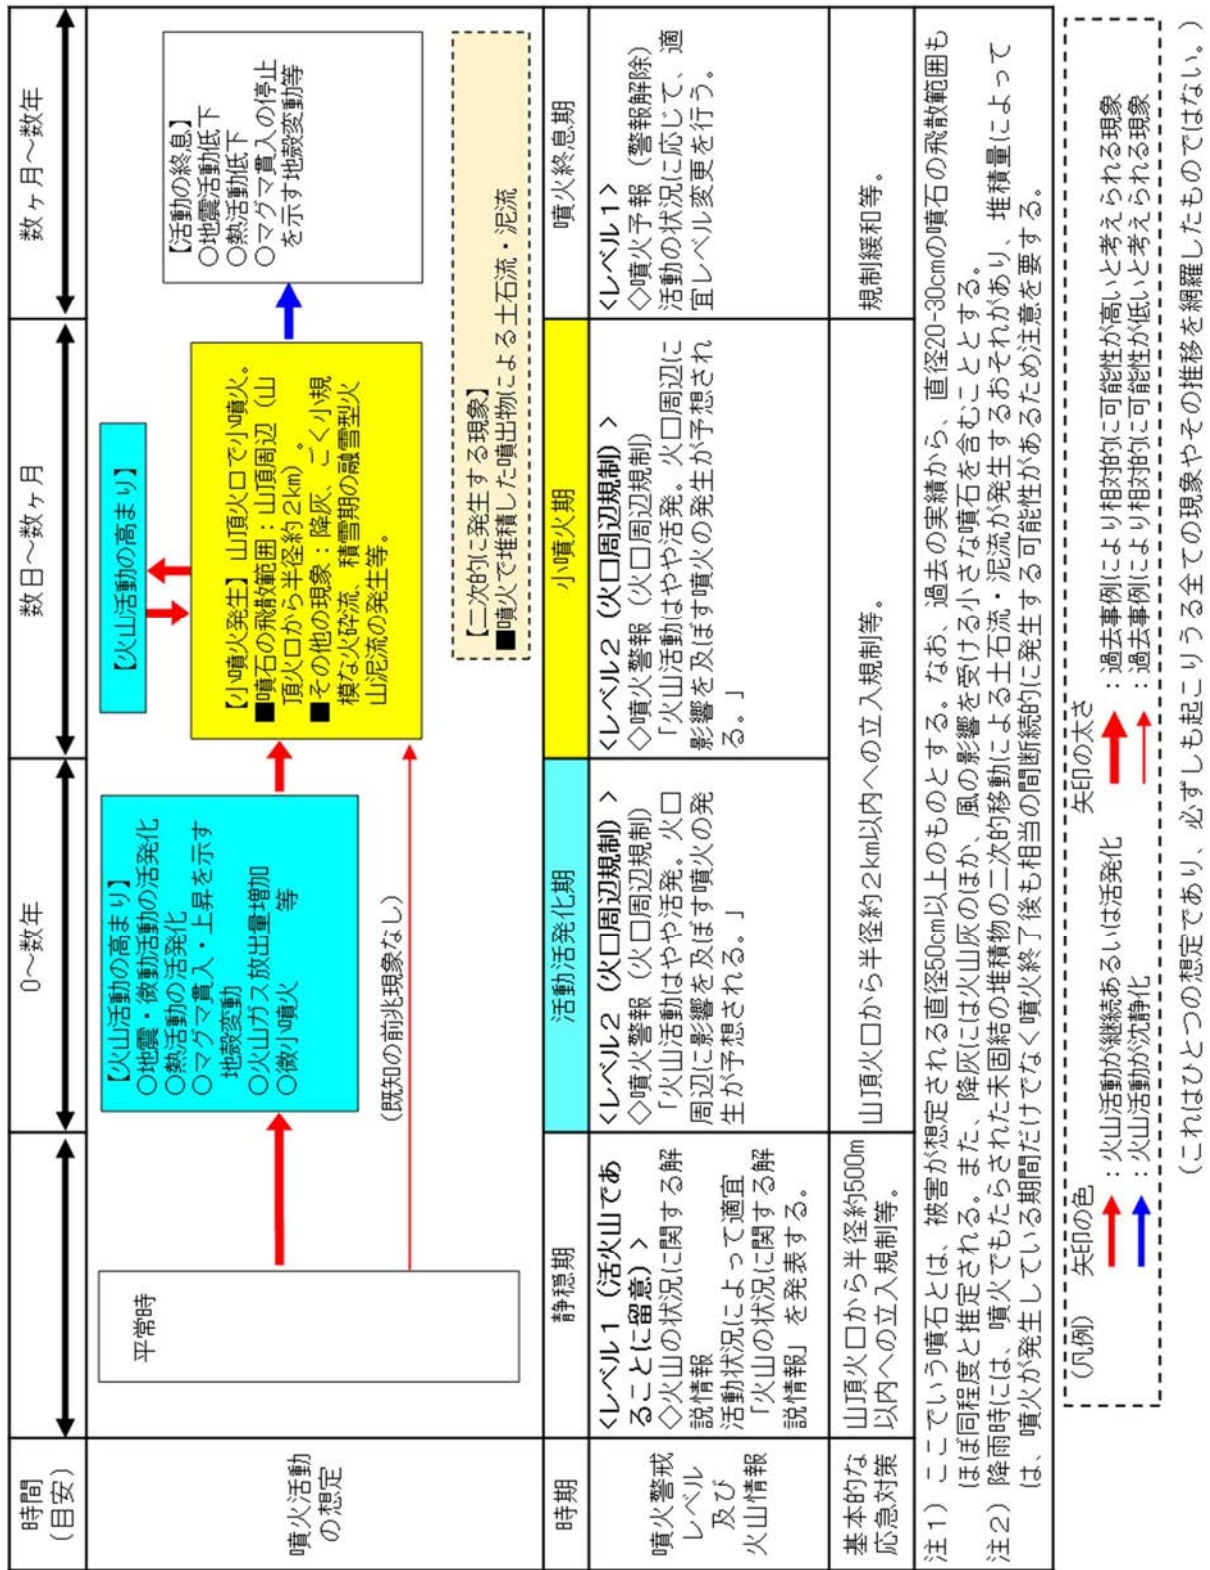 時間
(目安)
0～数年
数日～数ヶ月
数ヶ月～数年
噴火活動
の想定
平常時
【火山活動の高まり】
○地震・微動活動の活発化
○熱活動の活発化
○マグマ貫入・上昇を示す
地殻変動
○火山ガス放出量増加
○微小噴火 等
(既知の前兆現象なし)
【火山活動の高まり】
【小噴火発生】山頂火口で小噴火。
■噴石の飛散範囲：山頂周辺（山
頂火口から半径約2km）。
■その他の現象：降灰、ごく小規
模な火砕流、積雪期の融雪型火
山泥流の発生等。
【活動の終息】
○地震活動低下
○熱活動低下
○マグマ貫入の停止
を示す地殻変動等
【二次的に発生する現象】
■噴火で堆積した噴出物による土石流・泥流
時期
静穏期
活動活発化期
小噴火期
噴火終息期
噴火警戒
レベル
及び
火山情報
<レベル1（活火山であ
ることに留意）>
◇火山の状況に関する解
説情報
活動状況によって適宜
「火山の状況に関する解
説情報」を発表する。
<レベル2（火口周辺規制）>
◇噴火警報（火口周辺規制）
「火山活動はやや活発。火口
周辺に影響を及ぼす噴火の発
生が予想される。」
<レベル2（火口周辺規制）>
◇噴火警報（火口周辺規制）
「火山活動はやや活発。火口周辺に
影響を及ぼす噴火の発生が予想され
る。」
<レベル1>
◇噴火予報（警報解除）
活動の状況に応じて、適
宜レベル変更を行う。
基本的な
応急対策
山頂火口から半径約500m
以内への立入規制等。
山頂火口から半径約2km以内への立入規制等。
規制緩和等。
注1）ここでいう噴石とは、被害が想定される直径50cm以上のものとする。なお、過去の実績から、直径20-30cmの噴石の飛散範囲も
ほぼ同程度と推定される。また、降灰には火山灰のほか、風の影響を受ける小さな噴石を含むこととする。
注2）降雨時には、噴火でもたらされた未固結の堆積物の二次的移動による土石流・泥流が発生するおそれがあり、堆積量によって
は、噴火が発生している期間だけでなく噴火終了後も相当の間断続的に発生する可能性があるため注意を要する。
(凡例)
矢印の色
：火山活動が継続あるいは活発化
：火山活動が沈静化
矢印の太さ
：過去事例により相対的に可能性が高いと考えられる現象
：過去事例により相対的に可能性が低いと考えられる現象
（これはひとつの想定であり、必ずしも起こりうる全ての現象やその推移を網羅したものではない。）